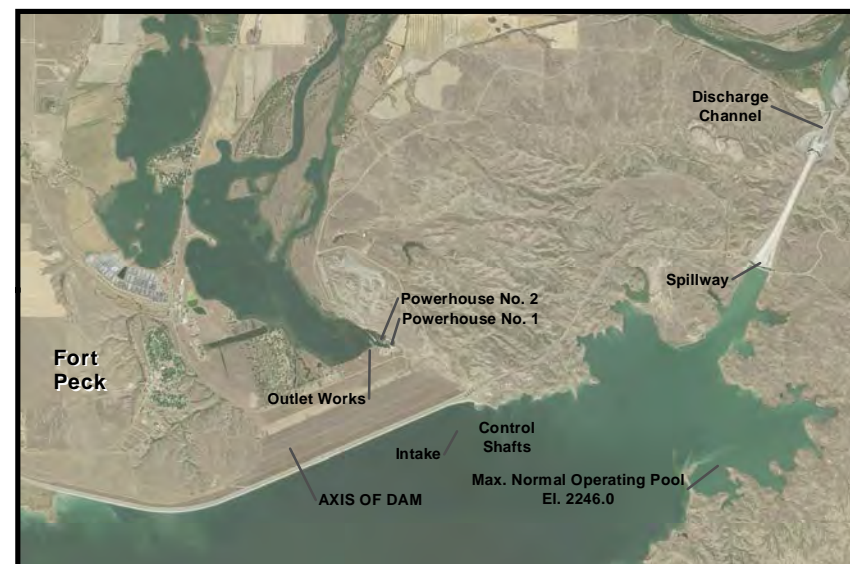 Discharge
Channel
Spillway
Powerhouse No. 2
Powerhouse No. 1
Fort
Peck
Outlet Works
Control
Shafts
Intake
Max. Normal Operating Pool
El. 2246.0
AXIS OF DAM